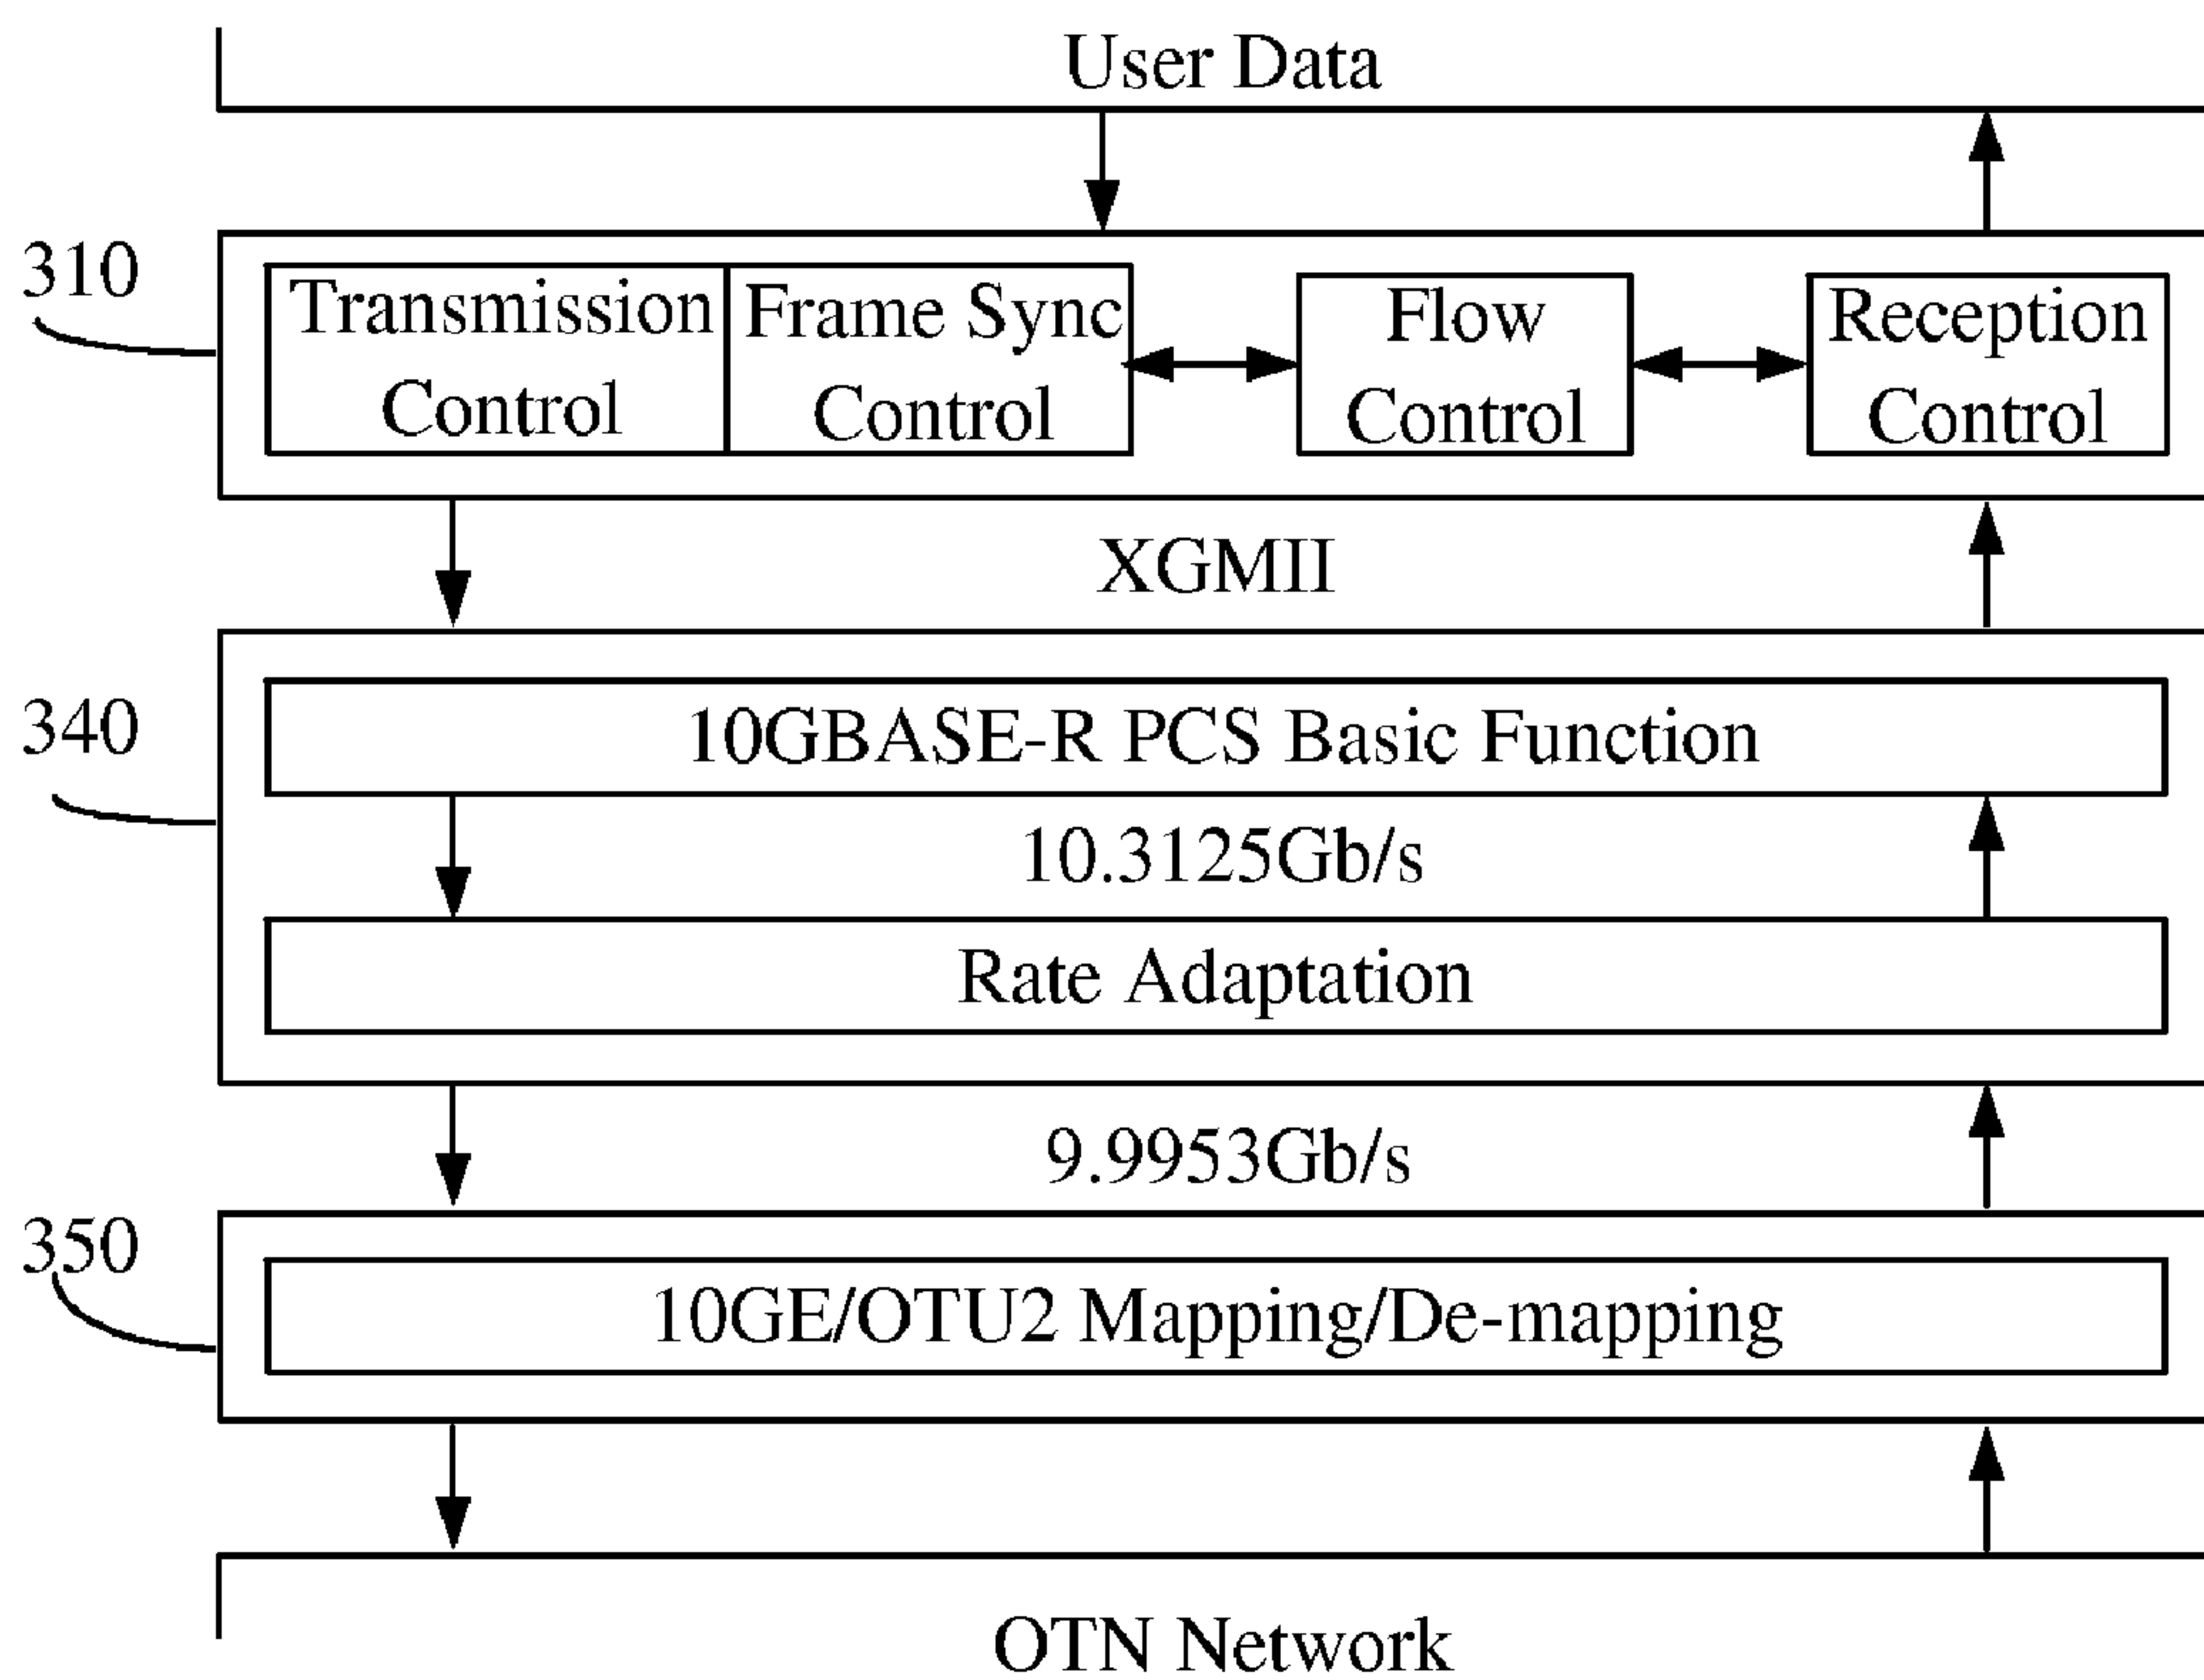 User Data
310
Transmission
Control
Frame Sync
Control
Flow
Control
Reception
Control
XGMII
340
10GBASE-R PCS Basic Function
10.3125Gb/s
Rate Adaptation
9.9953Gb/s
350
10GE/OTU2 Mapping/De-mapping
OTN Network